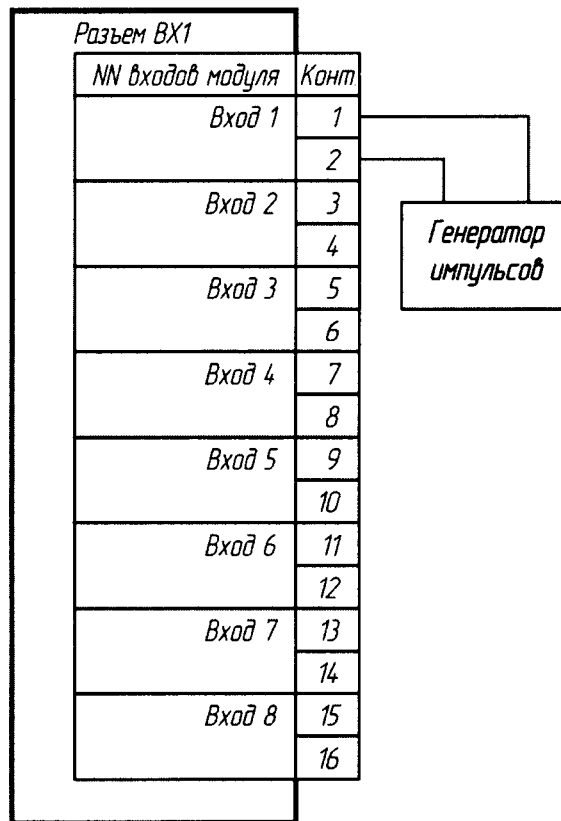 Разъем ВХ1
NN входов модуля Конт
Вход 1 1
2
Вход 2 3
4
Генератор
импульсов
Вход 3 5
6
Вход 4 7
8
Вход 5 9
10
Вход 6 11
12
Вход 7 13
14
Вход 8 15
16